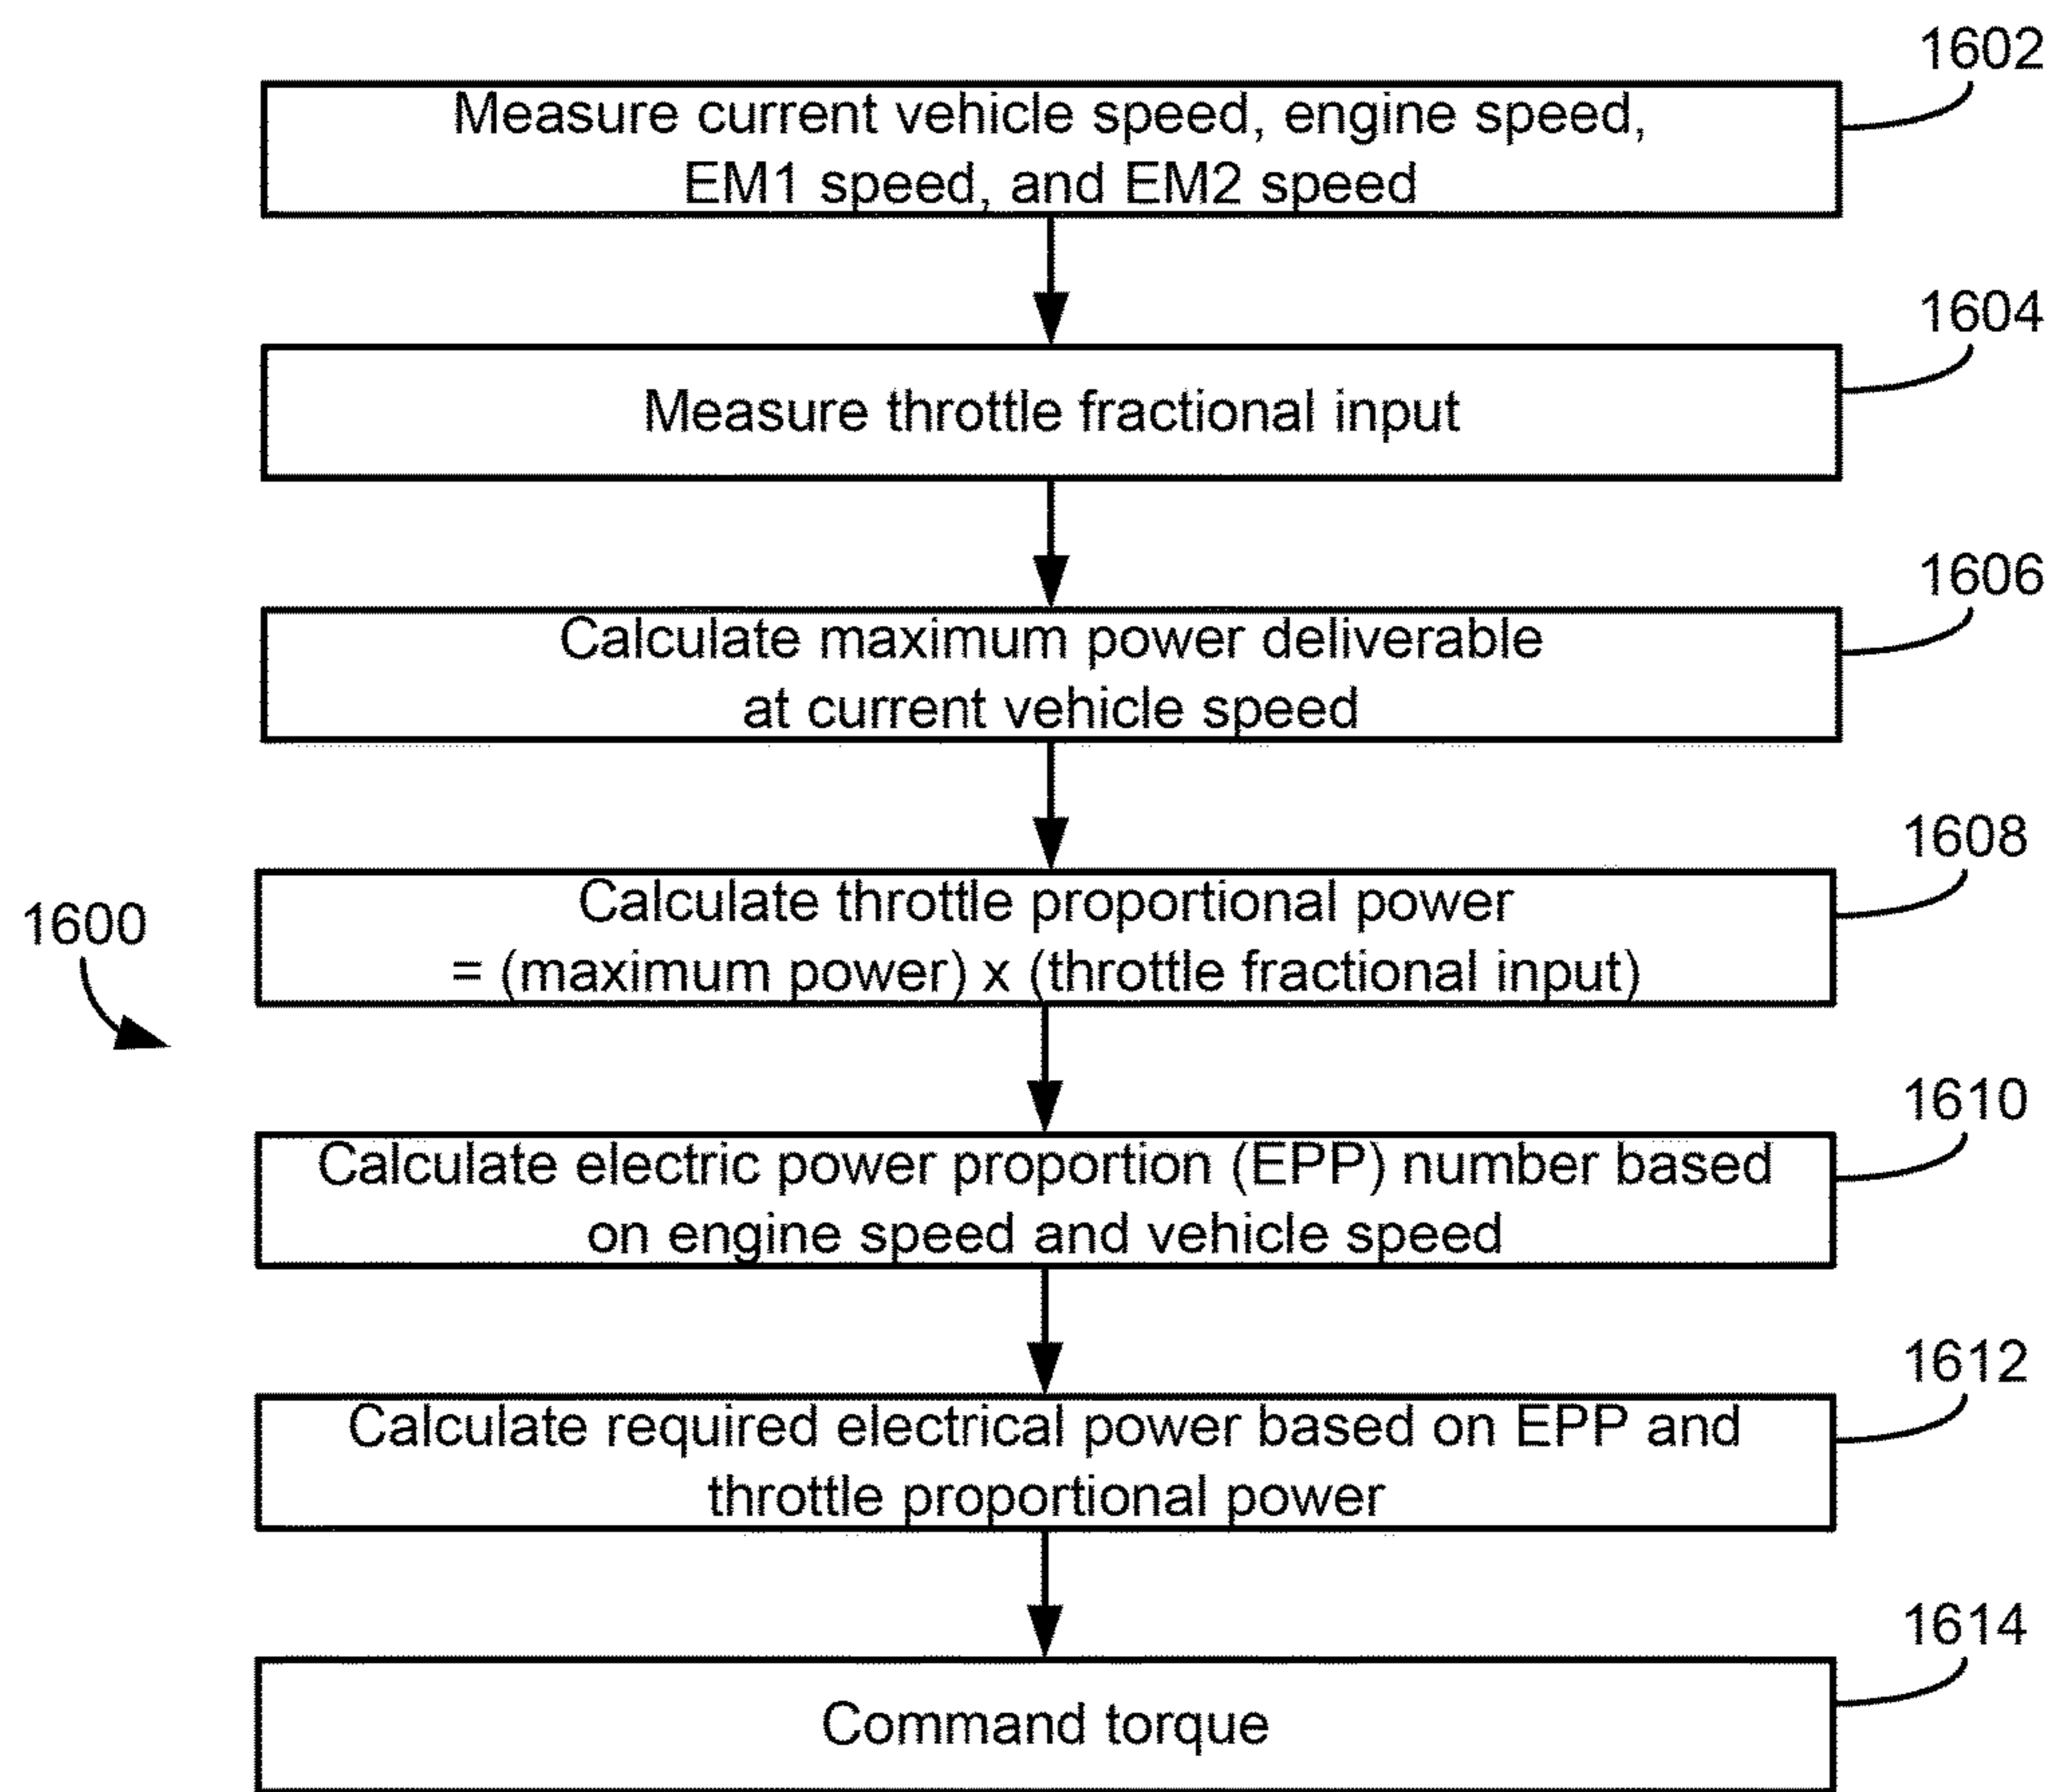 1602
Measure current vehicle speed, engine speed,
EM1 speed, and EM2 speed
1604
Measure throttle fractional input
1606
Calculate maximum power deliverable
at current vehicle speed
1608
Calculate throttle proportional power
= (maximum power) x (throttle fractional input)
1600
1610
Calculate electric power proportion (EPP) number based
on engine speed and vehicle speed
1612
Calculate required electrical power based on EPP and
throttle proportional power
1614
Command torque